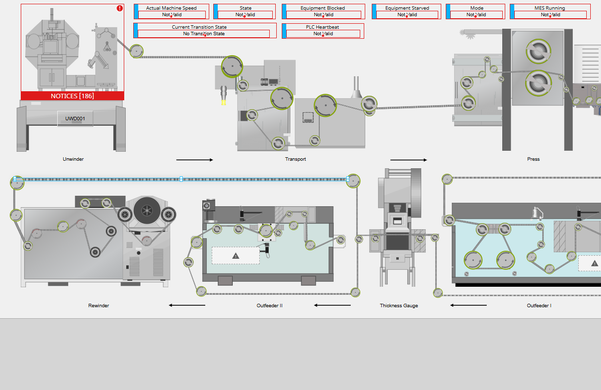 Actual Machine Speed
Not Valid
State
Not Valid
Equipment Blocked
Not Valid
Equipment Starved
Not Valid
Mode
Not Valid
MES Running
Not Valid
Current Transition State
No Transition State
PLC Heartbeat
Not Valid
NOTICES [186]
UWD001
Unwinder
Transport
Press
Rewinder
Outfeeder II
Thickness Gauge
Outfeeder I